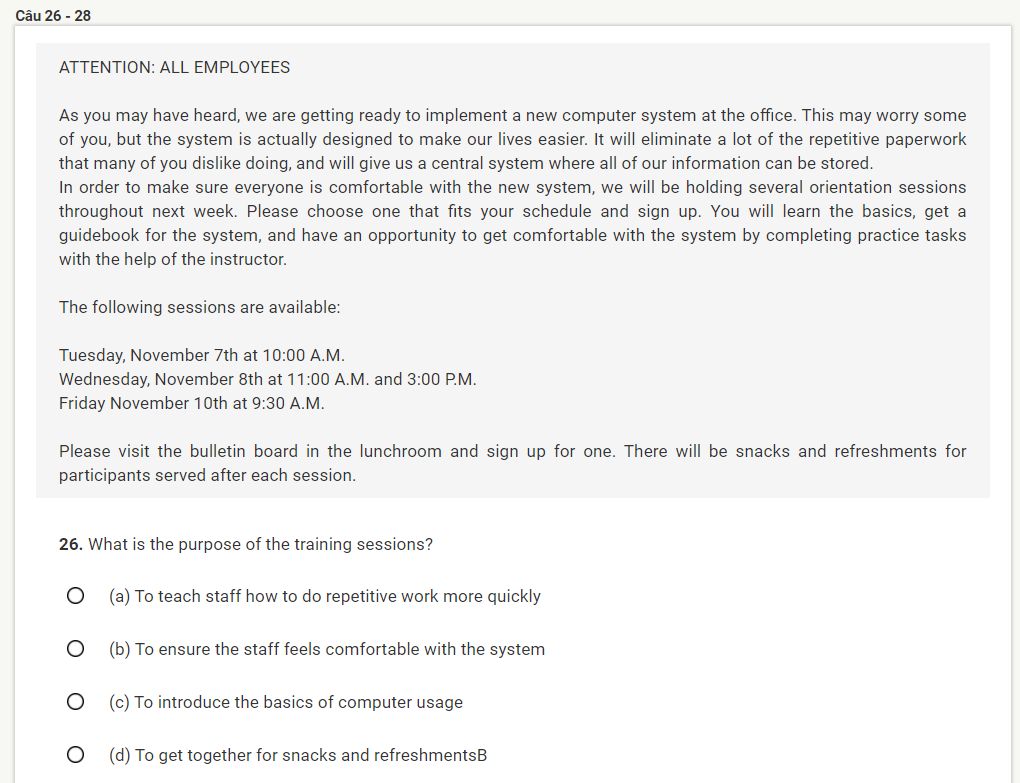 Câu 26 - 28
ATTENTION: ALL EMPLOYEES
As you may have heard, we are getting ready to implement a new computer system at the office. This may worry some
of you, but the system is actually designed to make our lives easier. It will eliminate a lot of the repetitive paperwork
that many of you dislike doing, and will give us a central system where all of our information can be stored.
In order to make sure everyone is comfortable with the new system, we will be holding several orientation sessions
throughout next week. Please choose one that fits your schedule and sign up. You will learn the basics, get a
guidebook for the system, and have an opportunity to get comfortable with the system by completing practice tasks
with the help of the instructor.
The following sessions are available:
Tuesday, November 7th at 10:00 A.M.
Wednesday, November 8th at 11:00 A.M. and 3:00 P.M.
Friday November 10th at 9:30 A.M.
Please visit the bulletin board in the lunchroom and sign up for one. There will be snacks and refreshments for
participants served after each session.
26. What is the purpose of the training sessions?
(a) To teach staff how to do repetitive work more quickly
(b) To ensure the staff feels comfortable with the system
(c) To introduce the basics of computer usage
(d) To get together for snacks and refreshmentsB